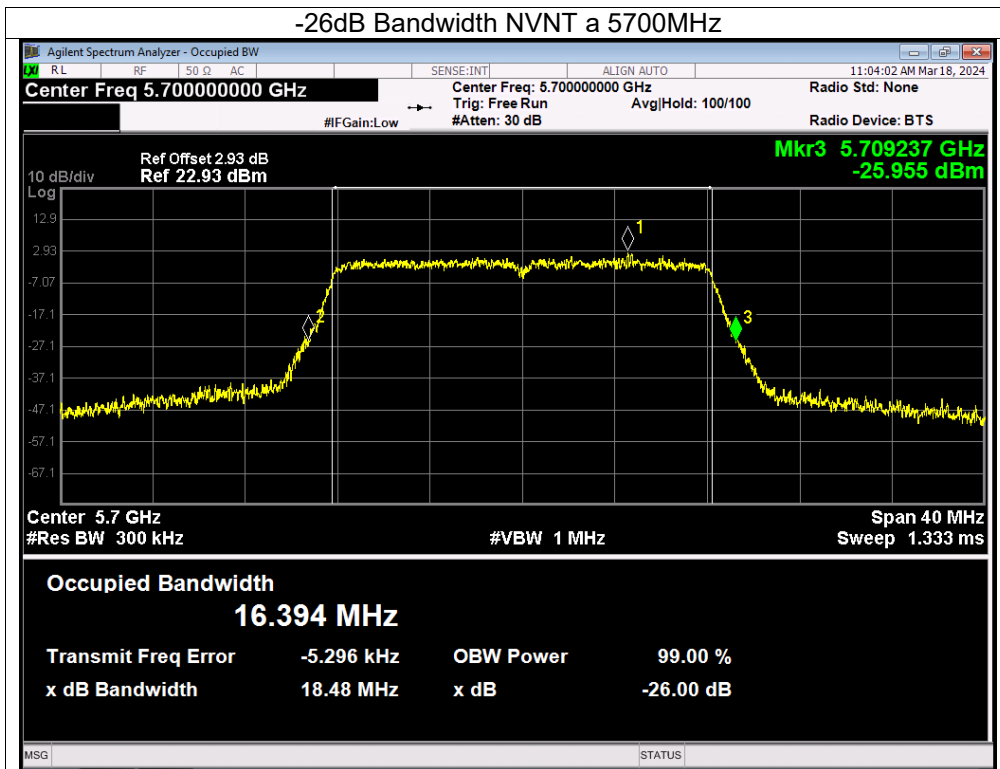 -26dB Bandwidth NVNT a 5700MHz
Agilent Spectrum Analyzer - Occupied BW
LXI RL RF 50 Ω AC SENSE:INT ALIGN AUTO 11:04:02 AM Mar 18, 2024
Center Freq 5.700000000 GHz Center Freq: 5.700000000 GHz Radio Std: None
Trig: Free Run Avg|Hold: 100/100
#IFGain:Low #Atten: 30 dB Radio Device: BTS
Mkr3 5.709237 GHz
-25.955 dBm
Ref Offset 2.93 dB
10 dB/div Ref 22.93 dBm
Log
12.9
2.93
-7.07
-17.1
-27.1
-37.1
-47.1
-57.1
-67.1
1
2
3
Center 5.7 GHz Span 40 MHz
#Res BW 300 kHz #VBW 1 MHz Sweep 1.333 ms
Occupied Bandwidth
16.394 MHz
Transmit Freq Error -5.296 kHz OBW Power 99.00 %
x dB Bandwidth 18.48 MHz x dB -26.00 dB
MSG STATUS